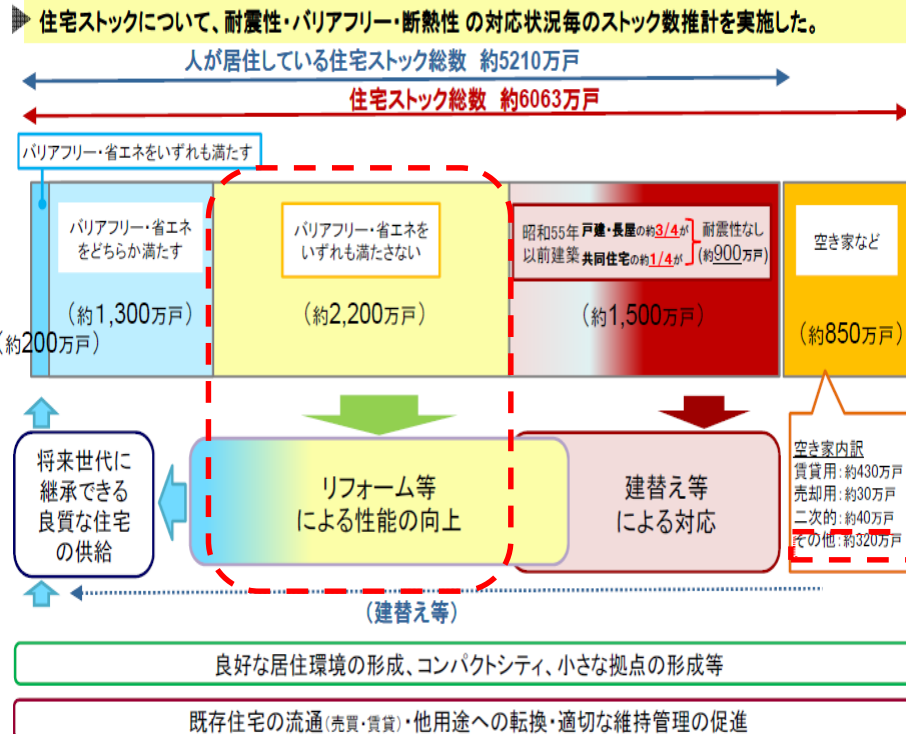 住宅ストックについて、耐震性・バリアフリー・断熱性 の対応状況毎のストック数推計を実施した。
人が居住している住宅ストック総数 約5210万戸
住宅ストック総数 約6063万戸
バリアフリー・省エネをいずれも満たす
バリアフリー・省エネ
をどちらか満たす
バリアフリー・省エネを
いずれも満たさない
昭和55年
以前建築
戸建・長屋の約3/4が
共同住宅の約1/4が
耐震性なし
(約900万戸)
空き家など
(約200万戸)
(約1,300万戸)
(約2,200万戸)
(約1,500万戸)
(約850万戸)
将来世代に
継承できる
良質な住宅
の供給
リフォーム等
による性能の向上
建替え等
による対応
空き家内訳
賃貸用:約430万戸
売却用:約30万戸
二次的:約40万戸
その他:約320万戸
(建替え等)
良好な居住環境の形成、コンパクトシティ、小さな拠点の形成等
既存住宅の流通(売買・賃貸)・他用途への転換・適切な維持管理の促進